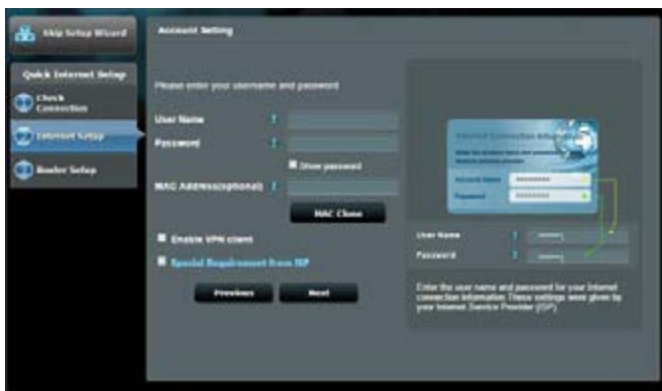 Skip Setup Wizard
Quick Internet Setup
Check
Connection
Internet Setup
Router Setup
Account Setting
Please enter your username and password
User Name
Password
Show password
MAC Address(optional)
MAC Clone
Enable VPN client
Special Requirement from ISP
Previous
Next
Internet Connection
Account Name
Password
User Name
Password
Enter the user name and password for your Internet
connection information. These settings were given by
your Internet Service Provider (ISP)